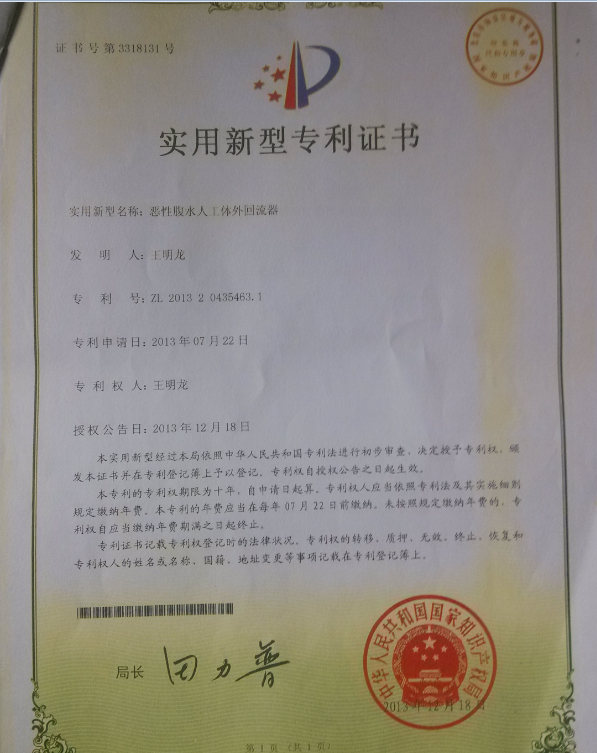 证书号第3318131号
实用新型专利证书
实用新型名称：恶性腹水人工体外回流器
发明人：王明龙
专利号：ZL 2013 2 0435463.1
专利申请日：2013年07月22日
专利权人：王明龙
授权公告日：2013年12月18日
本实用新型经过本局依照中华人民共和国专利法进行初步审查，决定授予专利权，颁
发本证书并在专利登记簿上予以登记。专利权自授权公告之日起生效。
本专利的专利权期限为十年，自申请日起算。专利权人应当依照专利法及其实施细则
规定缴纳年费。本专利的年费应当在每年07月22日前缴纳。未按照规定缴纳年费的，专
利权自应当缴纳年费期满之日起终止。
专利证书记载专利权登记时的法律状况。专利权的转移、质押、无效、终止、恢复和
专利权人的姓名或名称、国籍、地址变更等事项记载在专利登记簿上。
局长 田力普
中华人民共和国国家知识产权局
2013年12月18日
第1页（共1页）